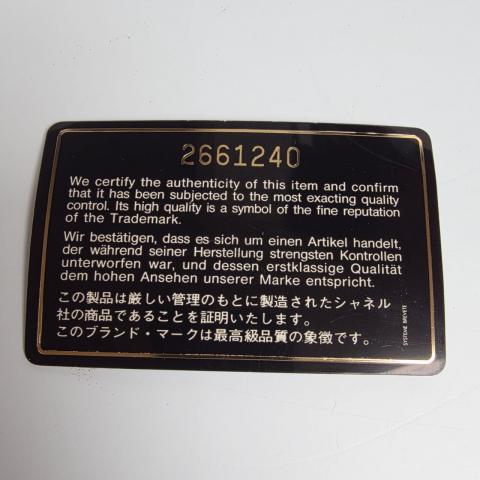 2661240
We certify the authenticity of this item and confirm
that it has been subjected to the most exacting quality
control. Its high quality is a symbol of the fine reputation
of the Trademark.
Wir bestätigen, dass es sich um einen Artikel handelt,
der während seiner Herstellung strengsten Kontrollen
unterworfen war, und dessen erstklassige Qualität
dem hohen Ansehen unserer Marke entspricht.
この製品は厳しい管理のもとに製造されたシャネル
社の商品であることを証明いたします。
このブランド・マークは最高級品質の象徴です。
SYSTEME BREVETE